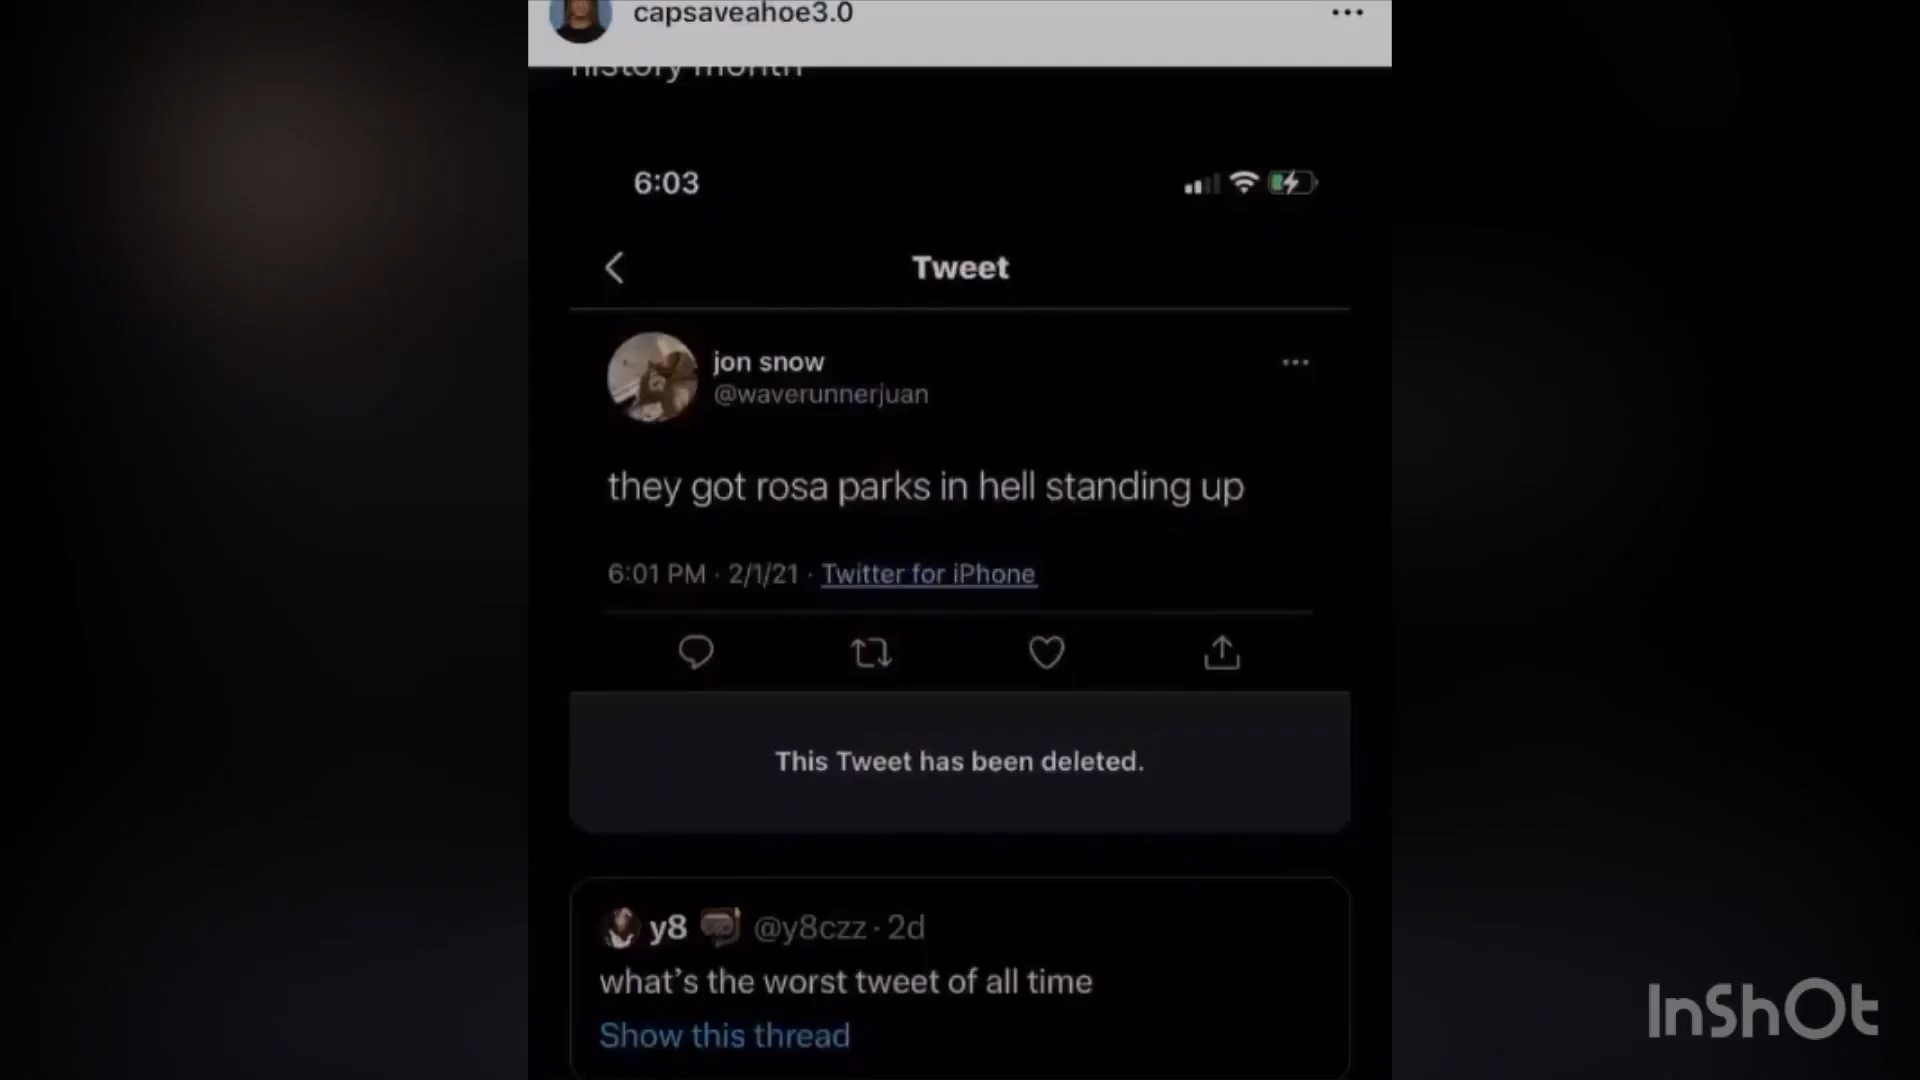 capsaveahoe3.0
history month
6:03
Tweet
jon snow
@waverunnerjuan
they got rosa parks in hell standing up
6:01 PM · 2/1/21 · Twitter for iPhone
This Tweet has been deleted.
y8 @y8czz · 2d
what's the worst tweet of all time
Show this thread
InShOt